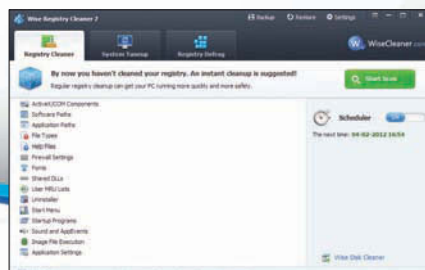 Wise Registry Cleaner 7
Backup
Restore
Settings
Registry Cleaner
System Tuneup
Registry Defrag
WiseCleaner.com
By now you haven't cleaned your registry. An instant cleanup is suggested!
Regular registry cleanup can get your PC running more quickly and more safely.
Start Scan
ActiveX/COM Components
Software Paths
Application Paths
File Types
Help Files
Firewall Settings
Fonts
Shared DLLs
User MRU Lists
Uninstaller
Start Menu
Startup Programs
Sound and AppEvents
Image File Execution
Application Settings
Scheduler
The next time: 04-02-2012 16:54
Wise Disk Cleaner